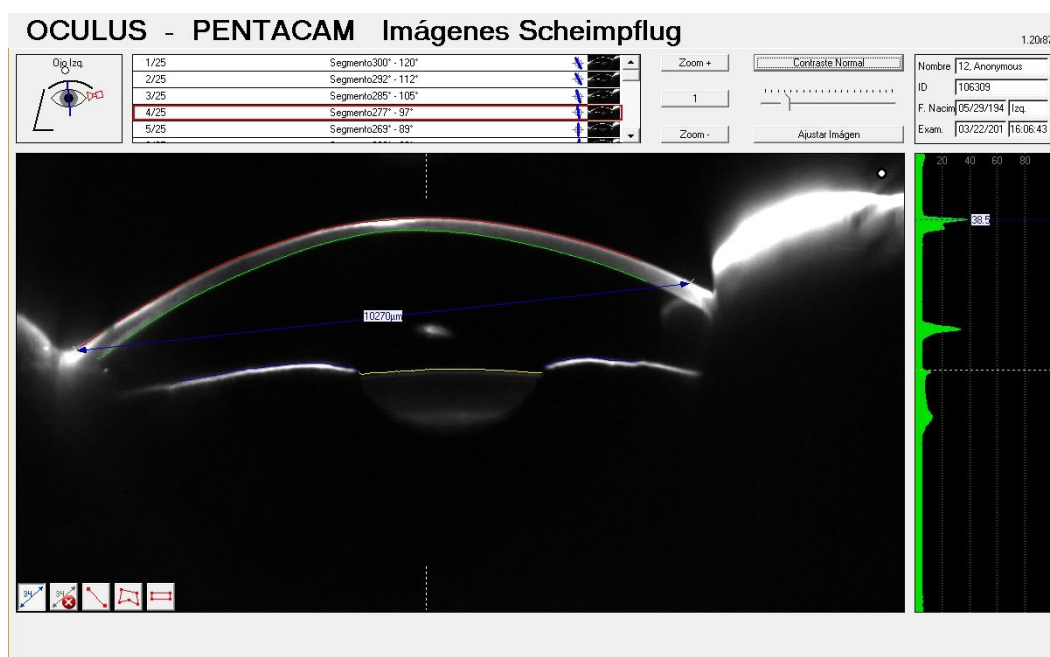 OCULUS - PENTACAM Imágenes Scheimpflug
1.20r87
Ojo Izq.
1/25 Segmento300° - 120°
2/25 Segmento292° - 112°
3/25 Segmento285° - 105°
4/25 Segmento277° - 97°
5/25 Segmento269° - 89°
Zoom +
1
Zoom -
Contraste Normal
Ajustar Imágen
Nombre 12, Anonymous
ID 106309
F. Nacim 05/29/194 Izq.
Exam. 03/22/201 16:06:43
20 40 60 80
38.5
10270µm
34
34